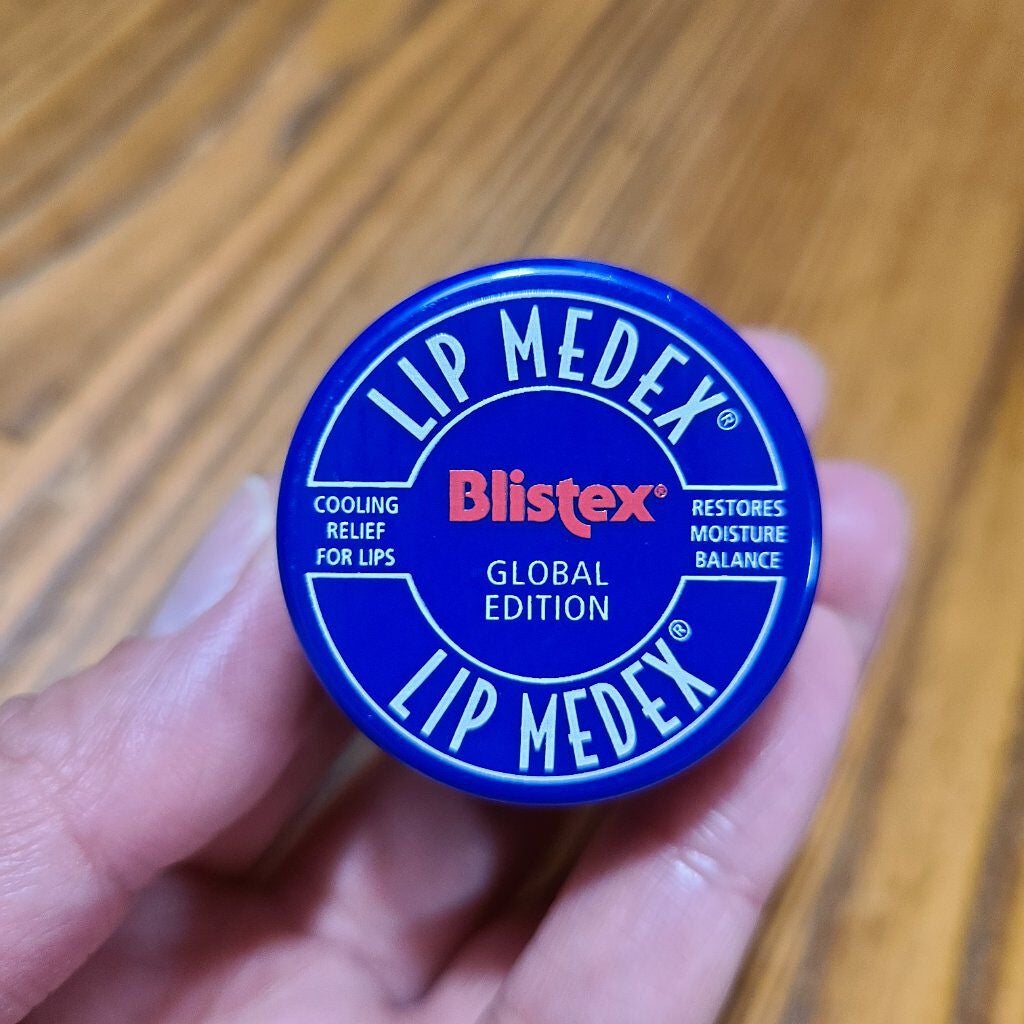 LIP MEDEX®
COOLING
RELIEF
FOR LIPS
Blistex®
GLOBAL
EDITION
RESTORES
MOISTURE
BALANCE
LIP MEDEX®